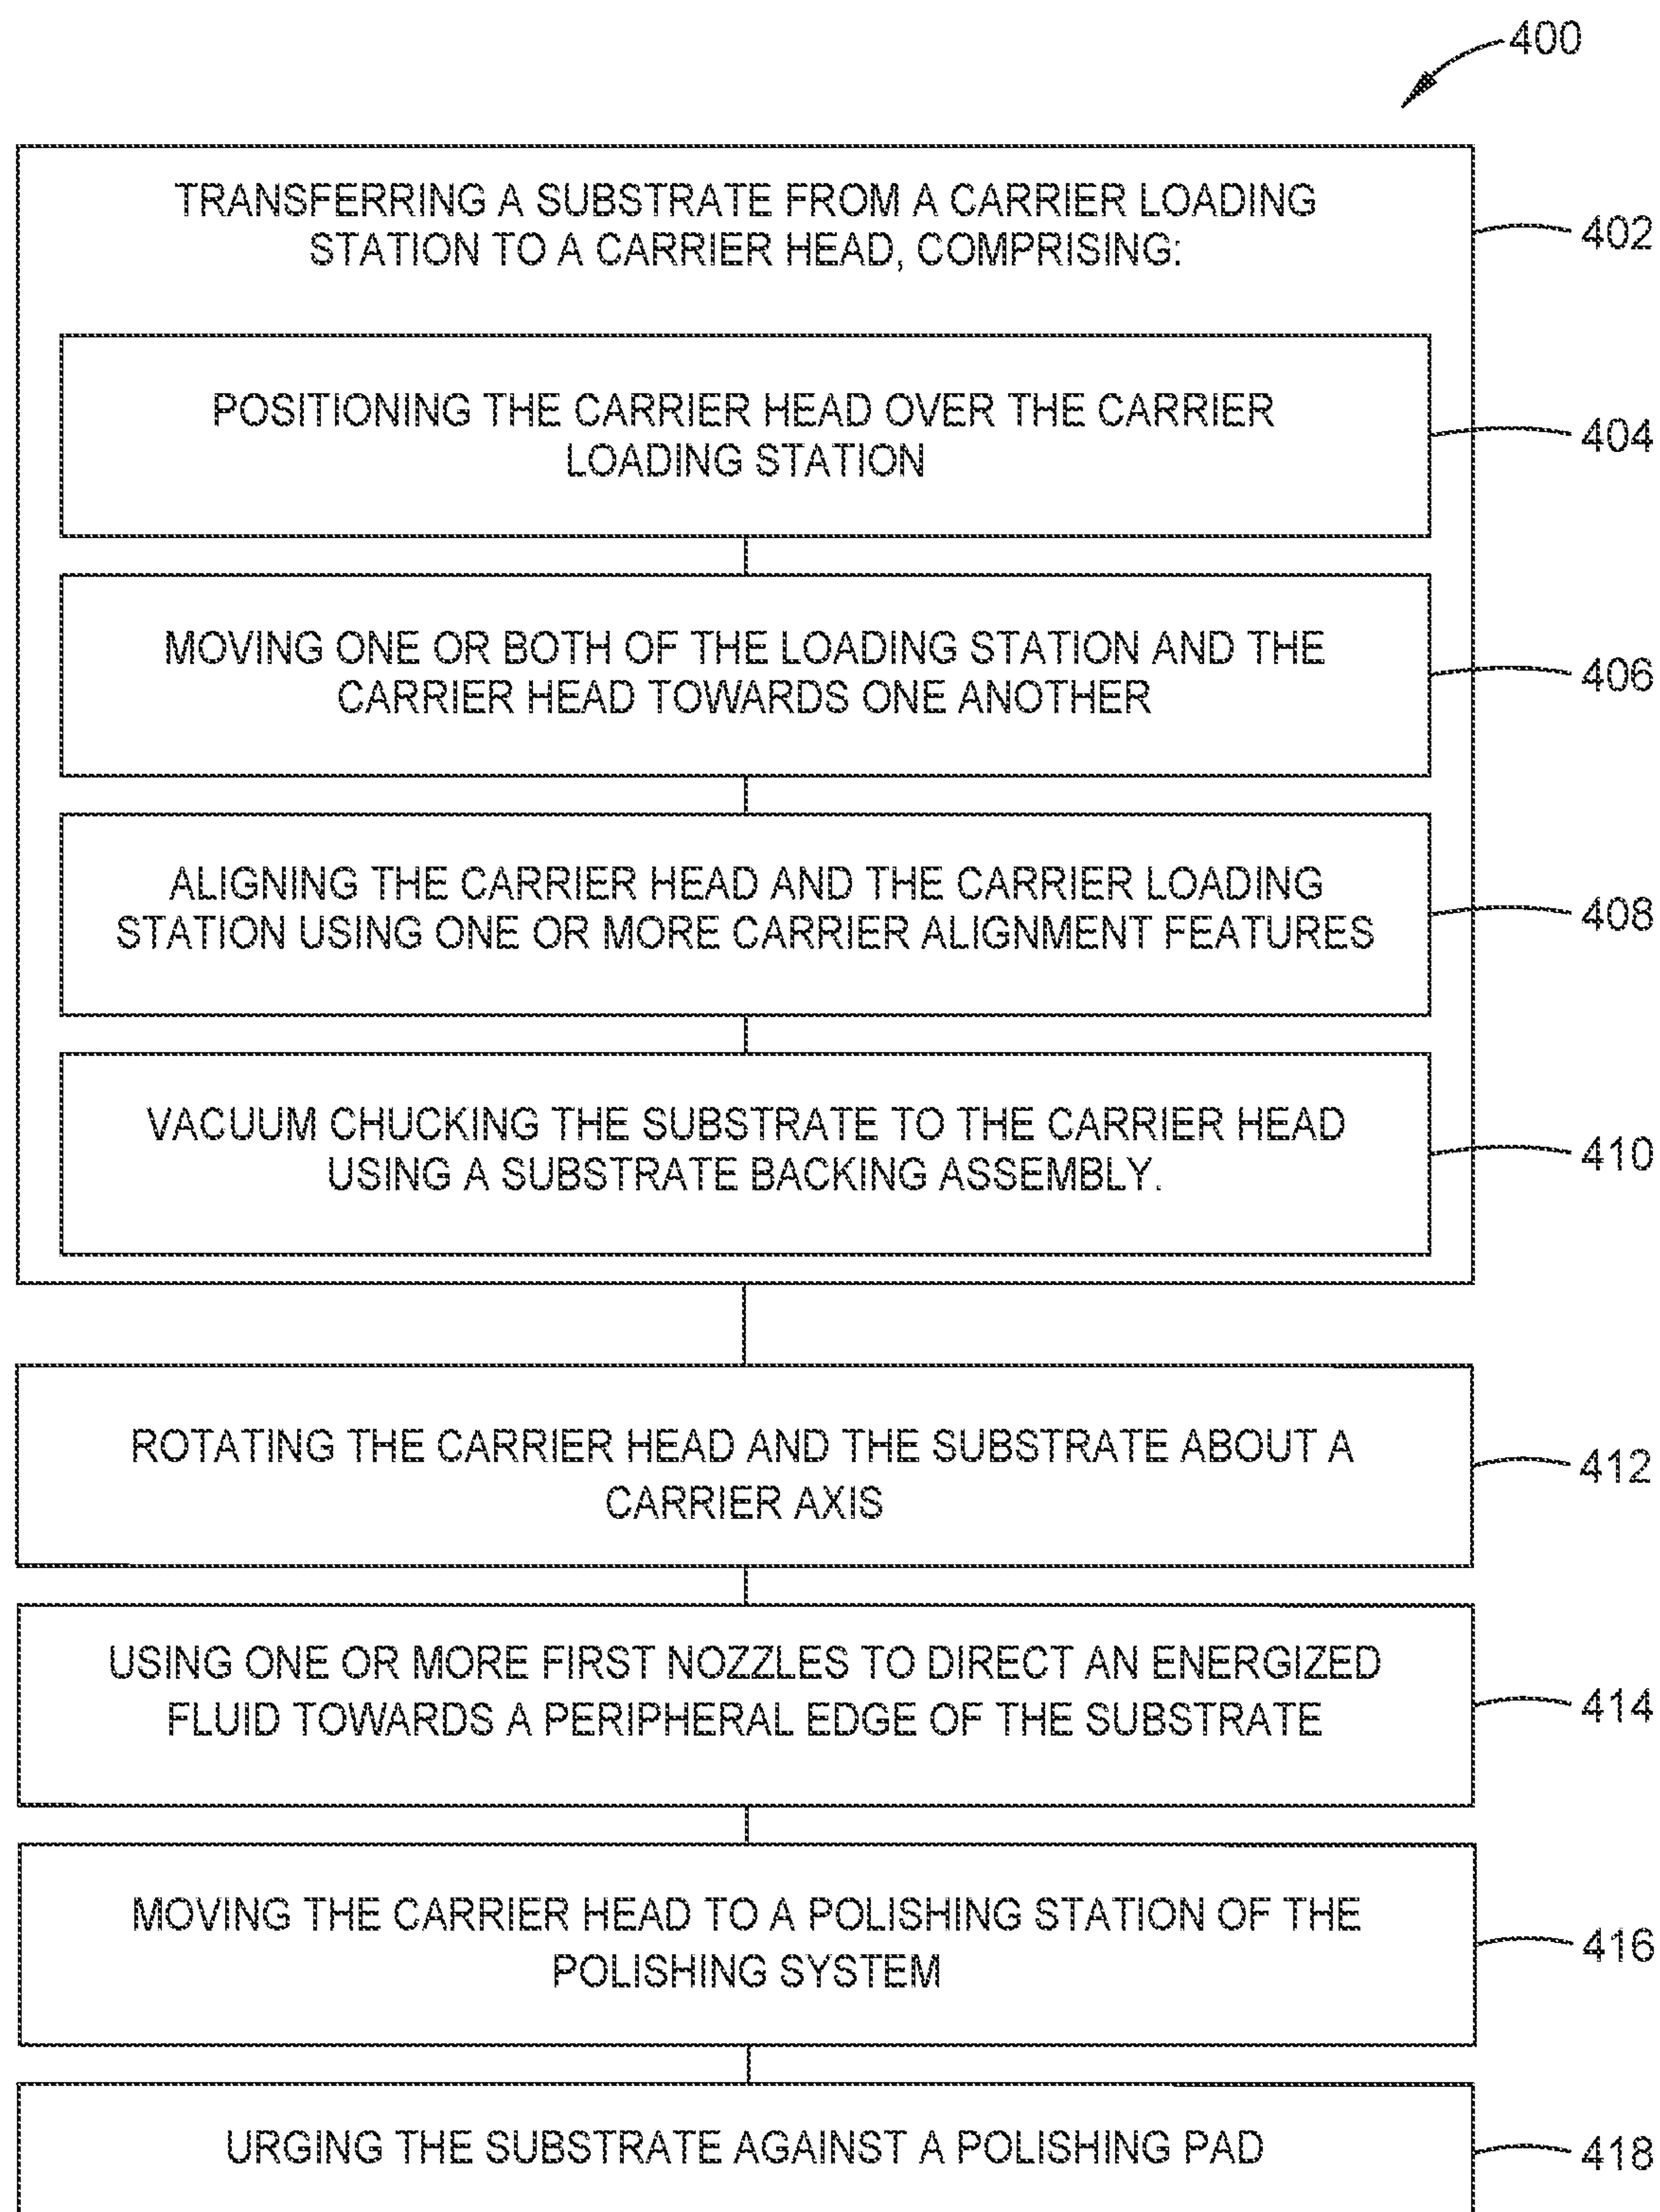 400
TRANSFERRING A SUBSTRATE FROM A CARRIER LOADING
STATION TO A CARRIER HEAD, COMPRISING:
402
POSITIONING THE CARRIER HEAD OVER THE CARRIER
LOADING STATION
404
MOVING ONE OR BOTH OF THE LOADING STATION AND THE
CARRIER HEAD TOWARDS ONE ANOTHER
406
ALIGNING THE CARRIER HEAD AND THE CARRIER LOADING
STATION USING ONE OR MORE CARRIER ALIGNMENT FEATURES
408
VACUUM CHUCKING THE SUBSTRATE TO THE CARRIER HEAD
USING A SUBSTRATE BACKING ASSEMBLY.
410
ROTATING THE CARRIER HEAD AND THE SUBSTRATE ABOUT A
CARRIER AXIS
412
USING ONE OR MORE FIRST NOZZLES TO DIRECT AN ENERGIZED
FLUID TOWARDS A PERIPHERAL EDGE OF THE SUBSTRATE
414
MOVING THE CARRIER HEAD TO A POLISHING STATION OF THE
POLISHING SYSTEM
416
URGING THE SUBSTRATE AGAINST A POLISHING PAD
418